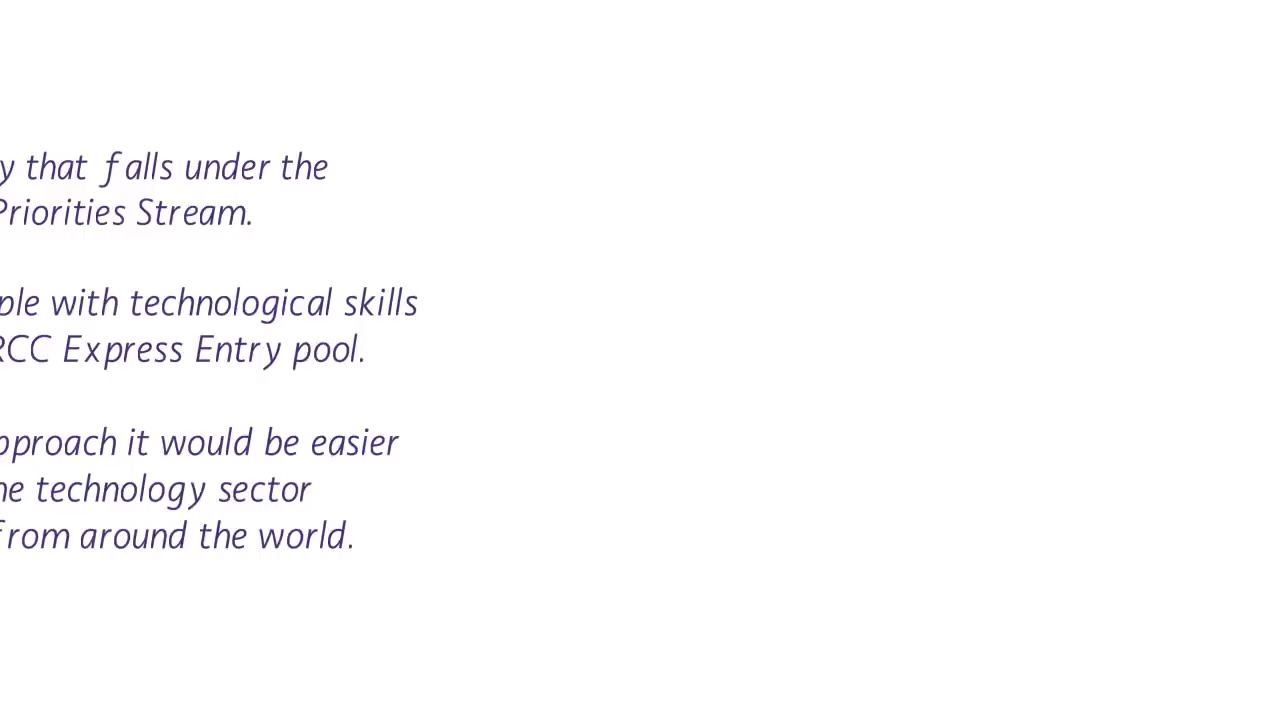 y that falls under the
Priorities Stream.
ple with technological skills
RCC Express Entry pool.
pproach it would be easier
he technology sector
from around the world.